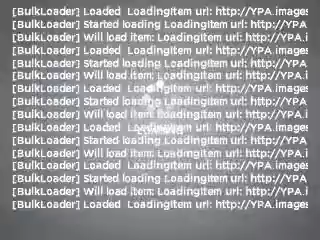 [BulkLoader] Loaded LoadingItem url: http://YPA.images
[BulkLoader] Started loading LoadingItem url: http://YPA
[BulkLoader] Will load item: LoadingItem url: http://YPA.i
[BulkLoader] Loaded LoadingItem url: http://YPA.images
[BulkLoader] Started loading LoadingItem url: http://YPA
[BulkLoader] Will load item: LoadingItem url: http://YPA.i
[BulkLoader] Loaded LoadingItem url: http://YPA.images
[BulkLoader] Started loading LoadingItem url: http://YPA
[BulkLoader] Will load item: LoadingItem url: http://YPA.i
[BulkLoader] Loaded LoadingItem url: http://YPA.images
[BulkLoader] Started loading LoadingItem url: http://YPA
[BulkLoader] Will load item: LoadingItem url: http://YPA.i
[BulkLoader] Loaded LoadingItem url: http://YPA.images
[BulkLoader] Started loading LoadingItem url: http://YPA
[BulkLoader] Will load item: LoadingItem url: http://YPA.i
[BulkLoader] Loaded LoadingItem url: http://YPA.images